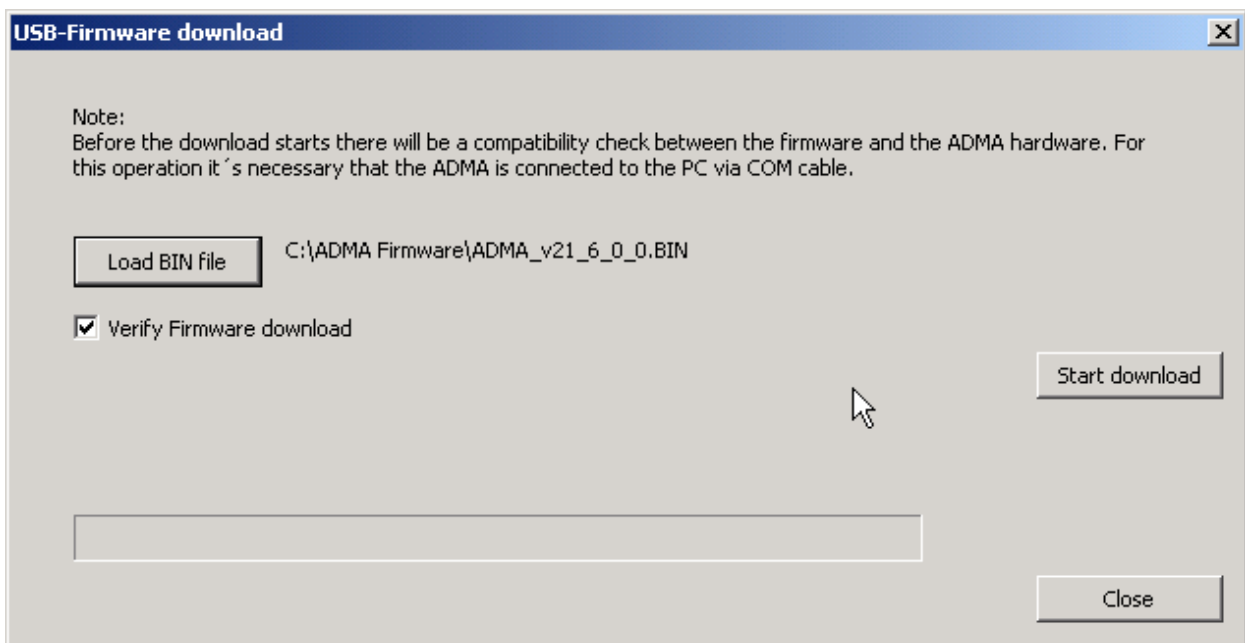 USB-Firmware download
Note:
Before the download starts there will be a compatibility check between the firmware and the ADMA hardware. For
this operation it´s necessary that the ADMA is connected to the PC via COM cable.
Load BIN file
C:\ADMA Firmware\ADMA_v21_6_0_0.BIN
Verify Firmware download
Start download
Close